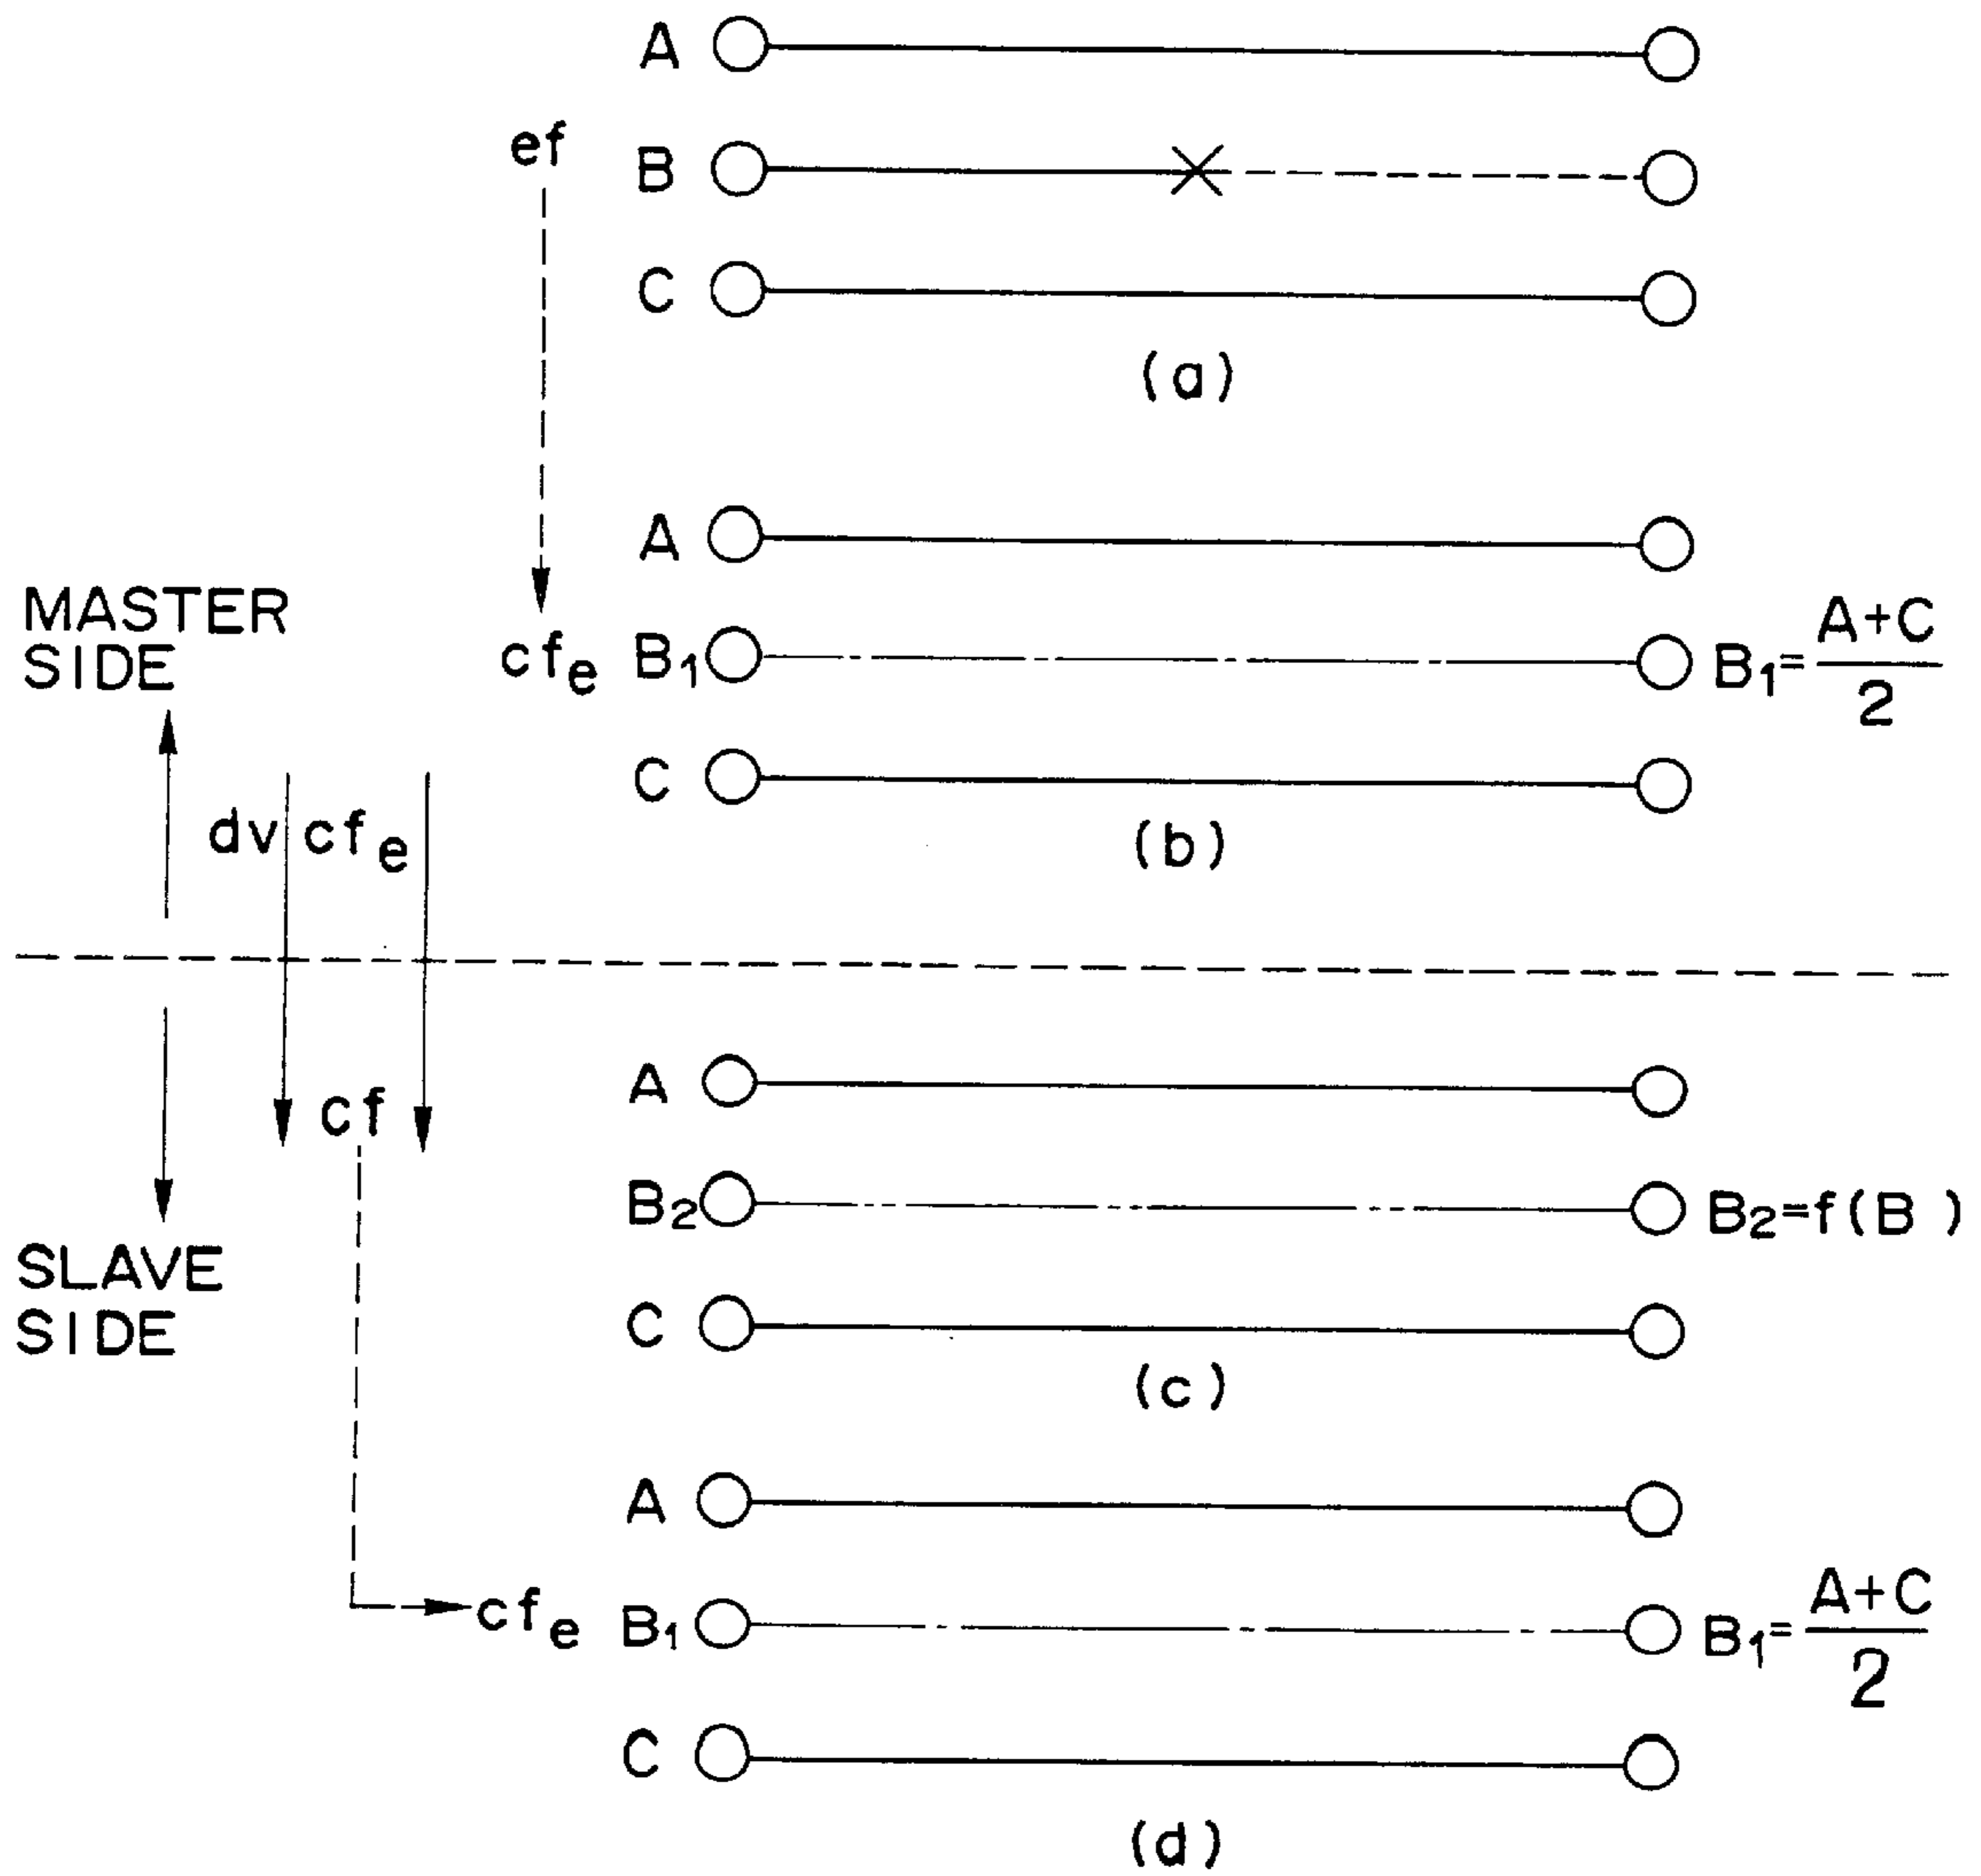 A
ef
B
C
(a)
A
MASTER
SIDE
cfe B1
B1=A+C/2
C
dv cfe
(b)
A
cf
B2
B2=f(B )
SLAVE
SIDE
C
(c)
A
cfe B1
B1=A+C/2
C
(d)